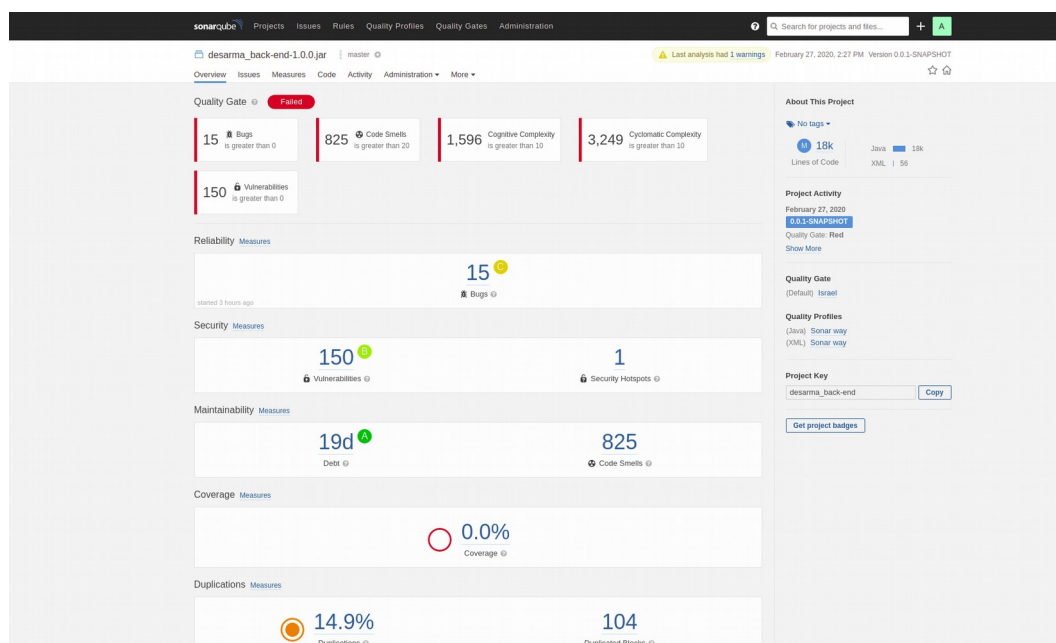 sonarqube Projects Issues Rules Quality Profiles Quality Gates Administration Search for projects and files... + A
desarma_back-end-1.0.0.jar master
Last analysis had 1 warnings February 27, 2020, 2:27 PM Version 0.0.1-SNAPSHOT
Overview Issues Measures Code Activity Administration More
Quality Gate Failed
15 Bugs
is greater than 0
825 Code Smells
is greater than 20
1,596 Cognitive Complexity
is greater than 10
3,249 Cyclomatic Complexity
is greater than 10
150 Vulnerabilities
is greater than 0
Reliability Measures
15 C
Bugs
started 3 hours ago
Security Measures
150 B
Vulnerabilities
1
Security Hotspots
Maintainability Measures
19d A
Debt
825
Code Smells
Coverage Measures
0.0%
Coverage
Duplications Measures
14.9%
Duplications
104
Duplicated Blocks
About This Project
No tags
M 18k
Lines of Code
Java 18k
XML 56
Project Activity
February 27, 2020
0.0.1-SNAPSHOT
Quality Gate: Red
Show More
Quality Gate
(Default) Israel
Quality Profiles
(Java) Sonar way
(XML) Sonar way
Project Key
desarma_back-end Copy
Get project badges